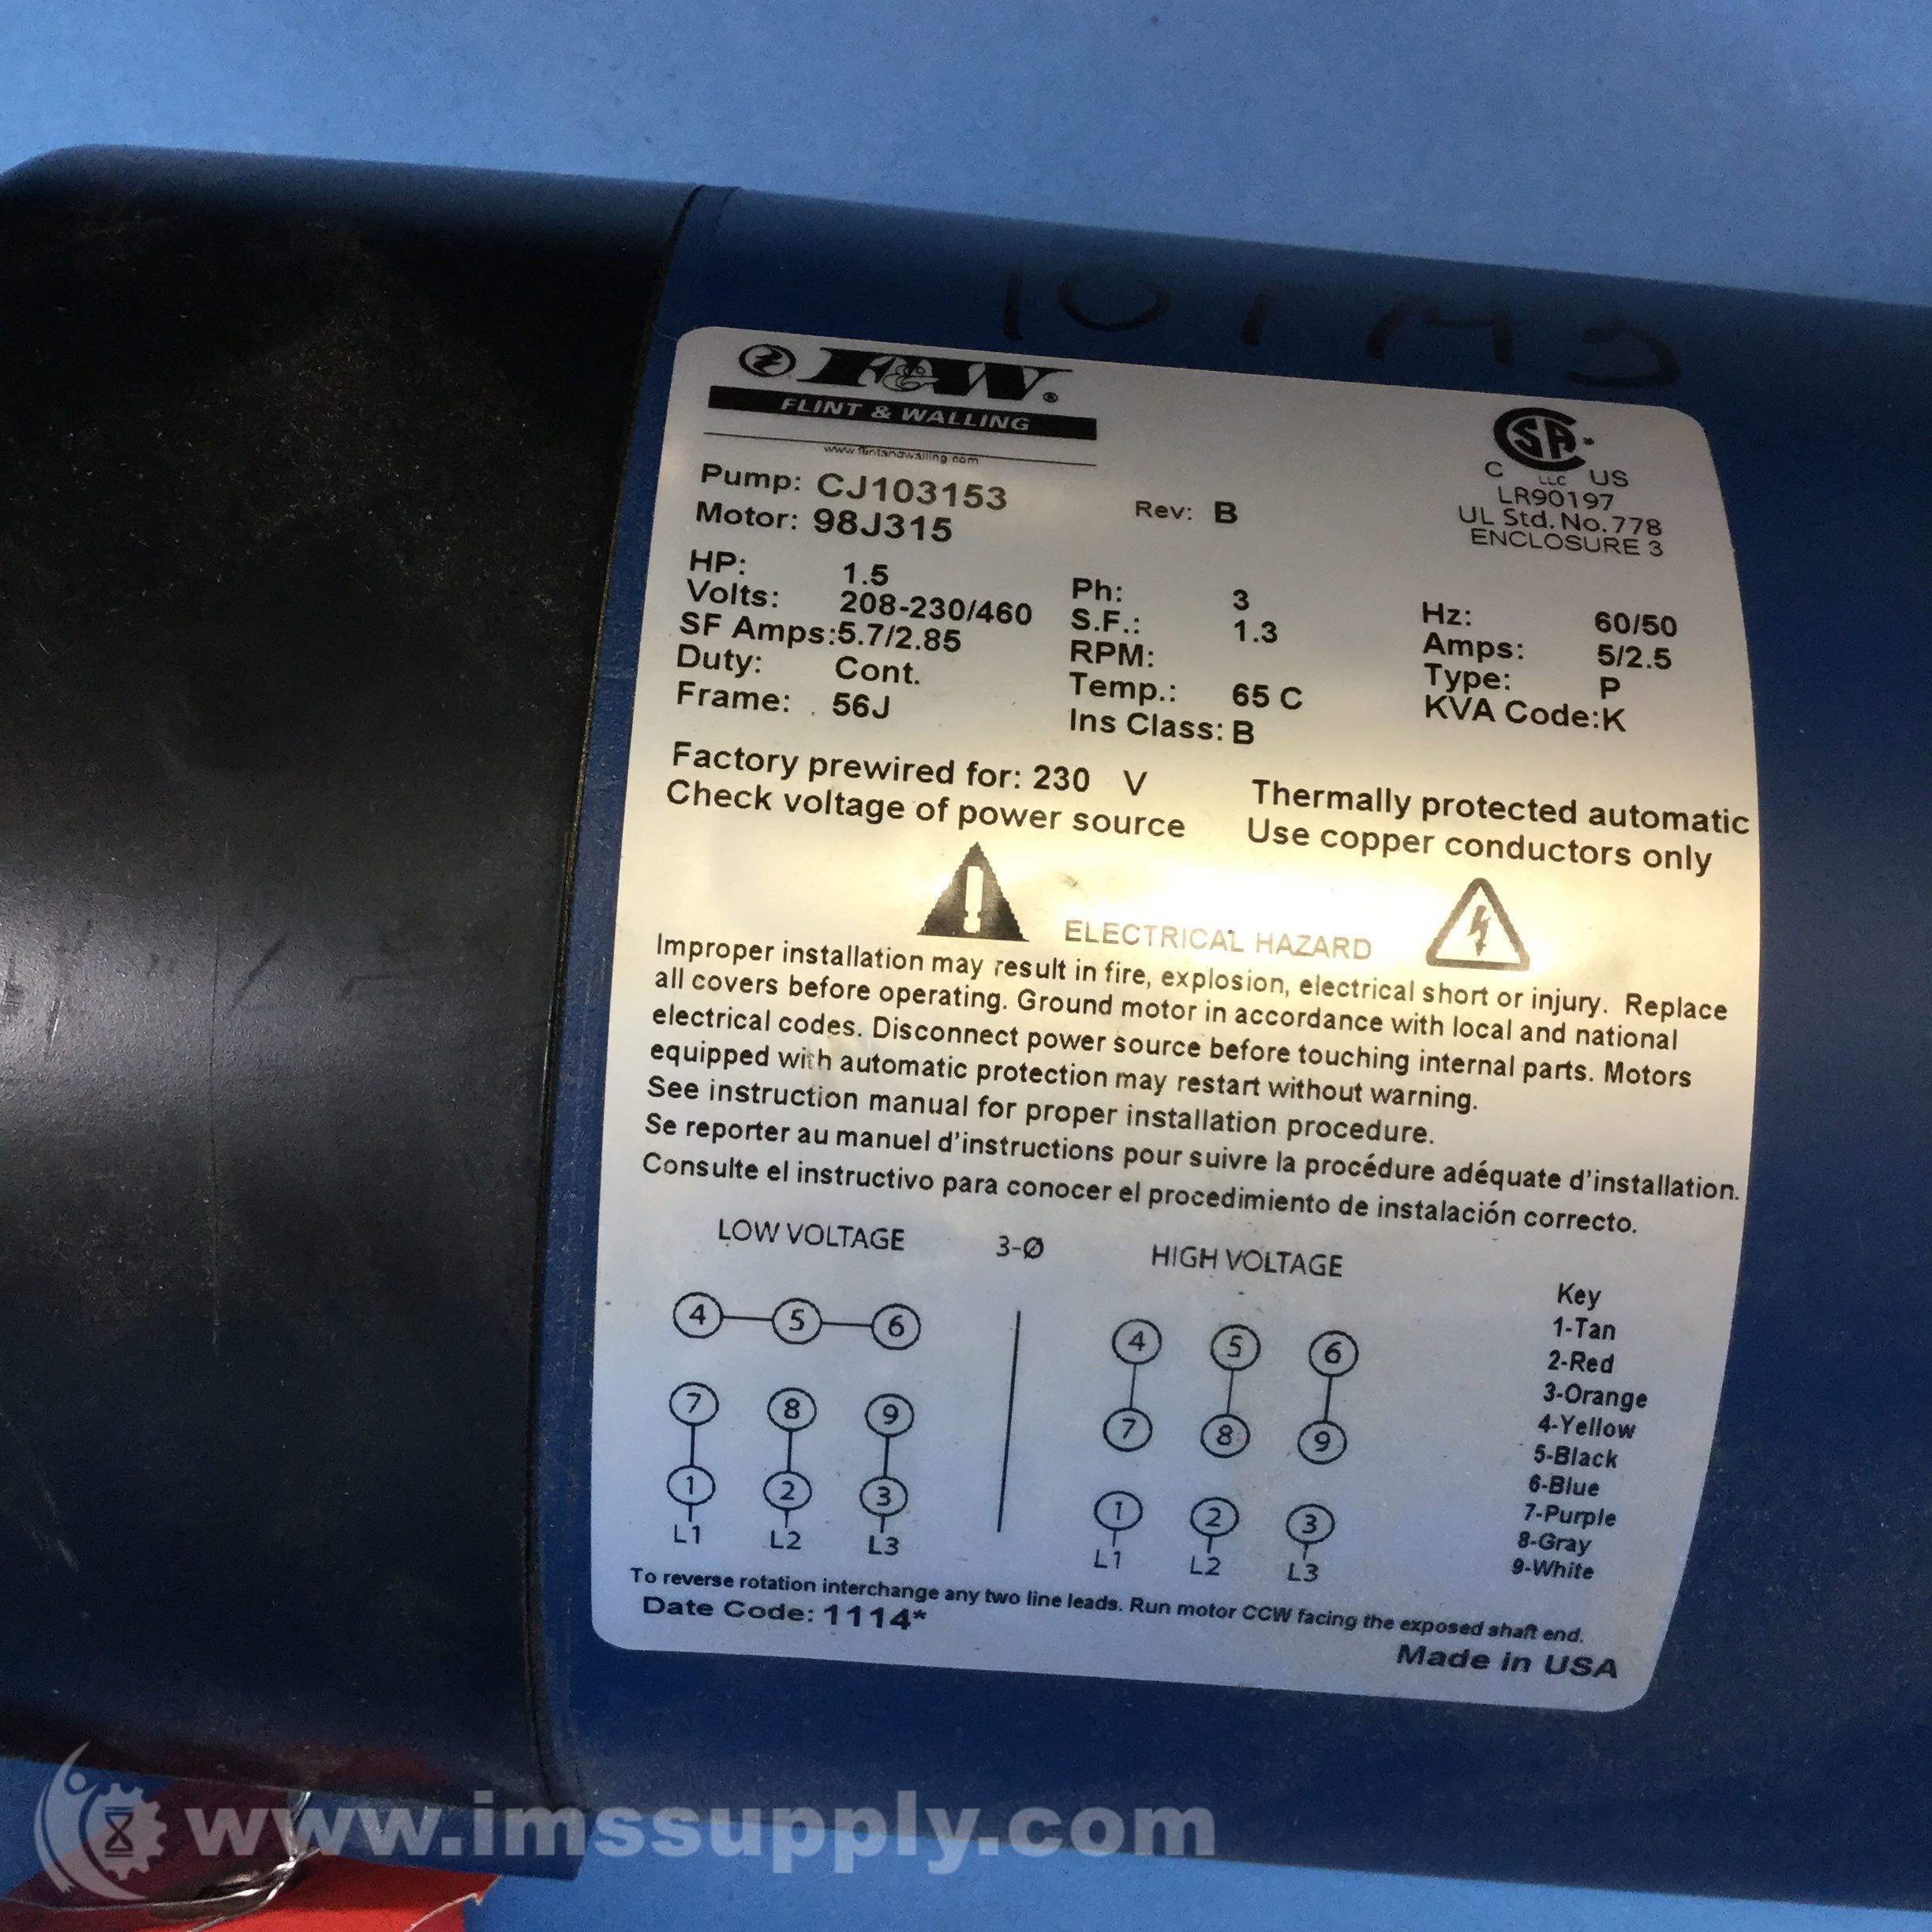 F&W®
FLINT & WALLING
www.flintandwalling.com
Pump: CJ103153
Motor: 98J315
Rev: B
SA
C LLC US
LR90197
UL Std. No.778
ENCLOSURE 3
HP: 1.5 Ph: 3 Hz: 60/50
Volts: 208-230/460 S.F.: 1.3 Amps: 5/2.5
SF Amps:5.7/2.85 RPM: Type: P
Duty: Cont. Temp.: 65 C KVA Code:K
Frame: 56J Ins Class: B
Factory prewired for: 230 V Thermally protected automatic
Check voltage of power source Use copper conductors only
ELECTRICAL HAZARD
Improper installation may result in fire, explosion, electrical short or injury. Replace
all covers before operating. Ground motor in accordance with local and national
electrical codes. Disconnect power source before touching internal parts. Motors
equipped with automatic protection may restart without warning.
See instruction manual for proper installation procedure.
Se reporter au manuel d'instructions pour suivre la procédure adéquate d'installation.
Consulte el instructivo para conocer el procedimiento de instalación correcto.
LOW VOLTAGE 3-Ø HIGH VOLTAGE
4 5 6
7 8 9
1 2 3
L1 L2 L3
4 5 6
7 8 9
1 2 3
L1 L2 L3
Key
1-Tan
2-Red
3-Orange
4-Yellow
5-Black
6-Blue
7-Purple
8-Gray
9-White
To reverse rotation interchange any two line leads. Run motor CCW facing the exposed shaft end.
Date Code: 1114*
Made in USA
www.imssupply.com